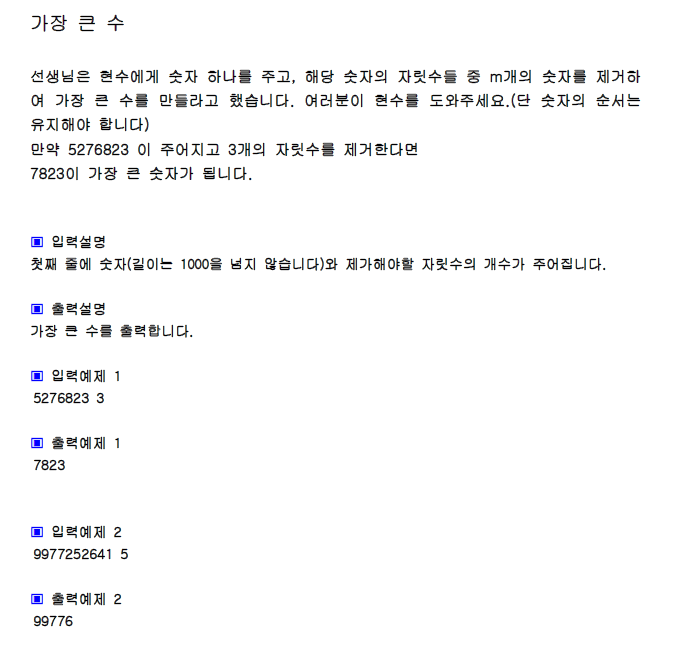 가장 큰 수
선생님은 현수에게 숫자 하나를 주고, 해당 숫자의 자릿수들 중 m개의 숫자를 제거하
여 가장 큰 수를 만들라고 했습니다. 여러분이 현수를 도와주세요.(단 숫자의 순서는
유지해야 합니다)
만약 5276823 이 주어지고 3개의 자릿수를 제거한다면
7823이 가장 큰 숫자가 됩니다.
▣ 입력설명
첫째 줄에 숫자(길이는 1000을 넘지 않습니다)와 제가해야할 자릿수의 개수가 주어집니다.
▣ 출력설명
가장 큰 수를 출력합니다.
▣ 입력예제 1
5276823 3
▣ 출력예제 1
7823
▣ 입력예제 2
9977252641 5
▣ 출력예제 2
99776